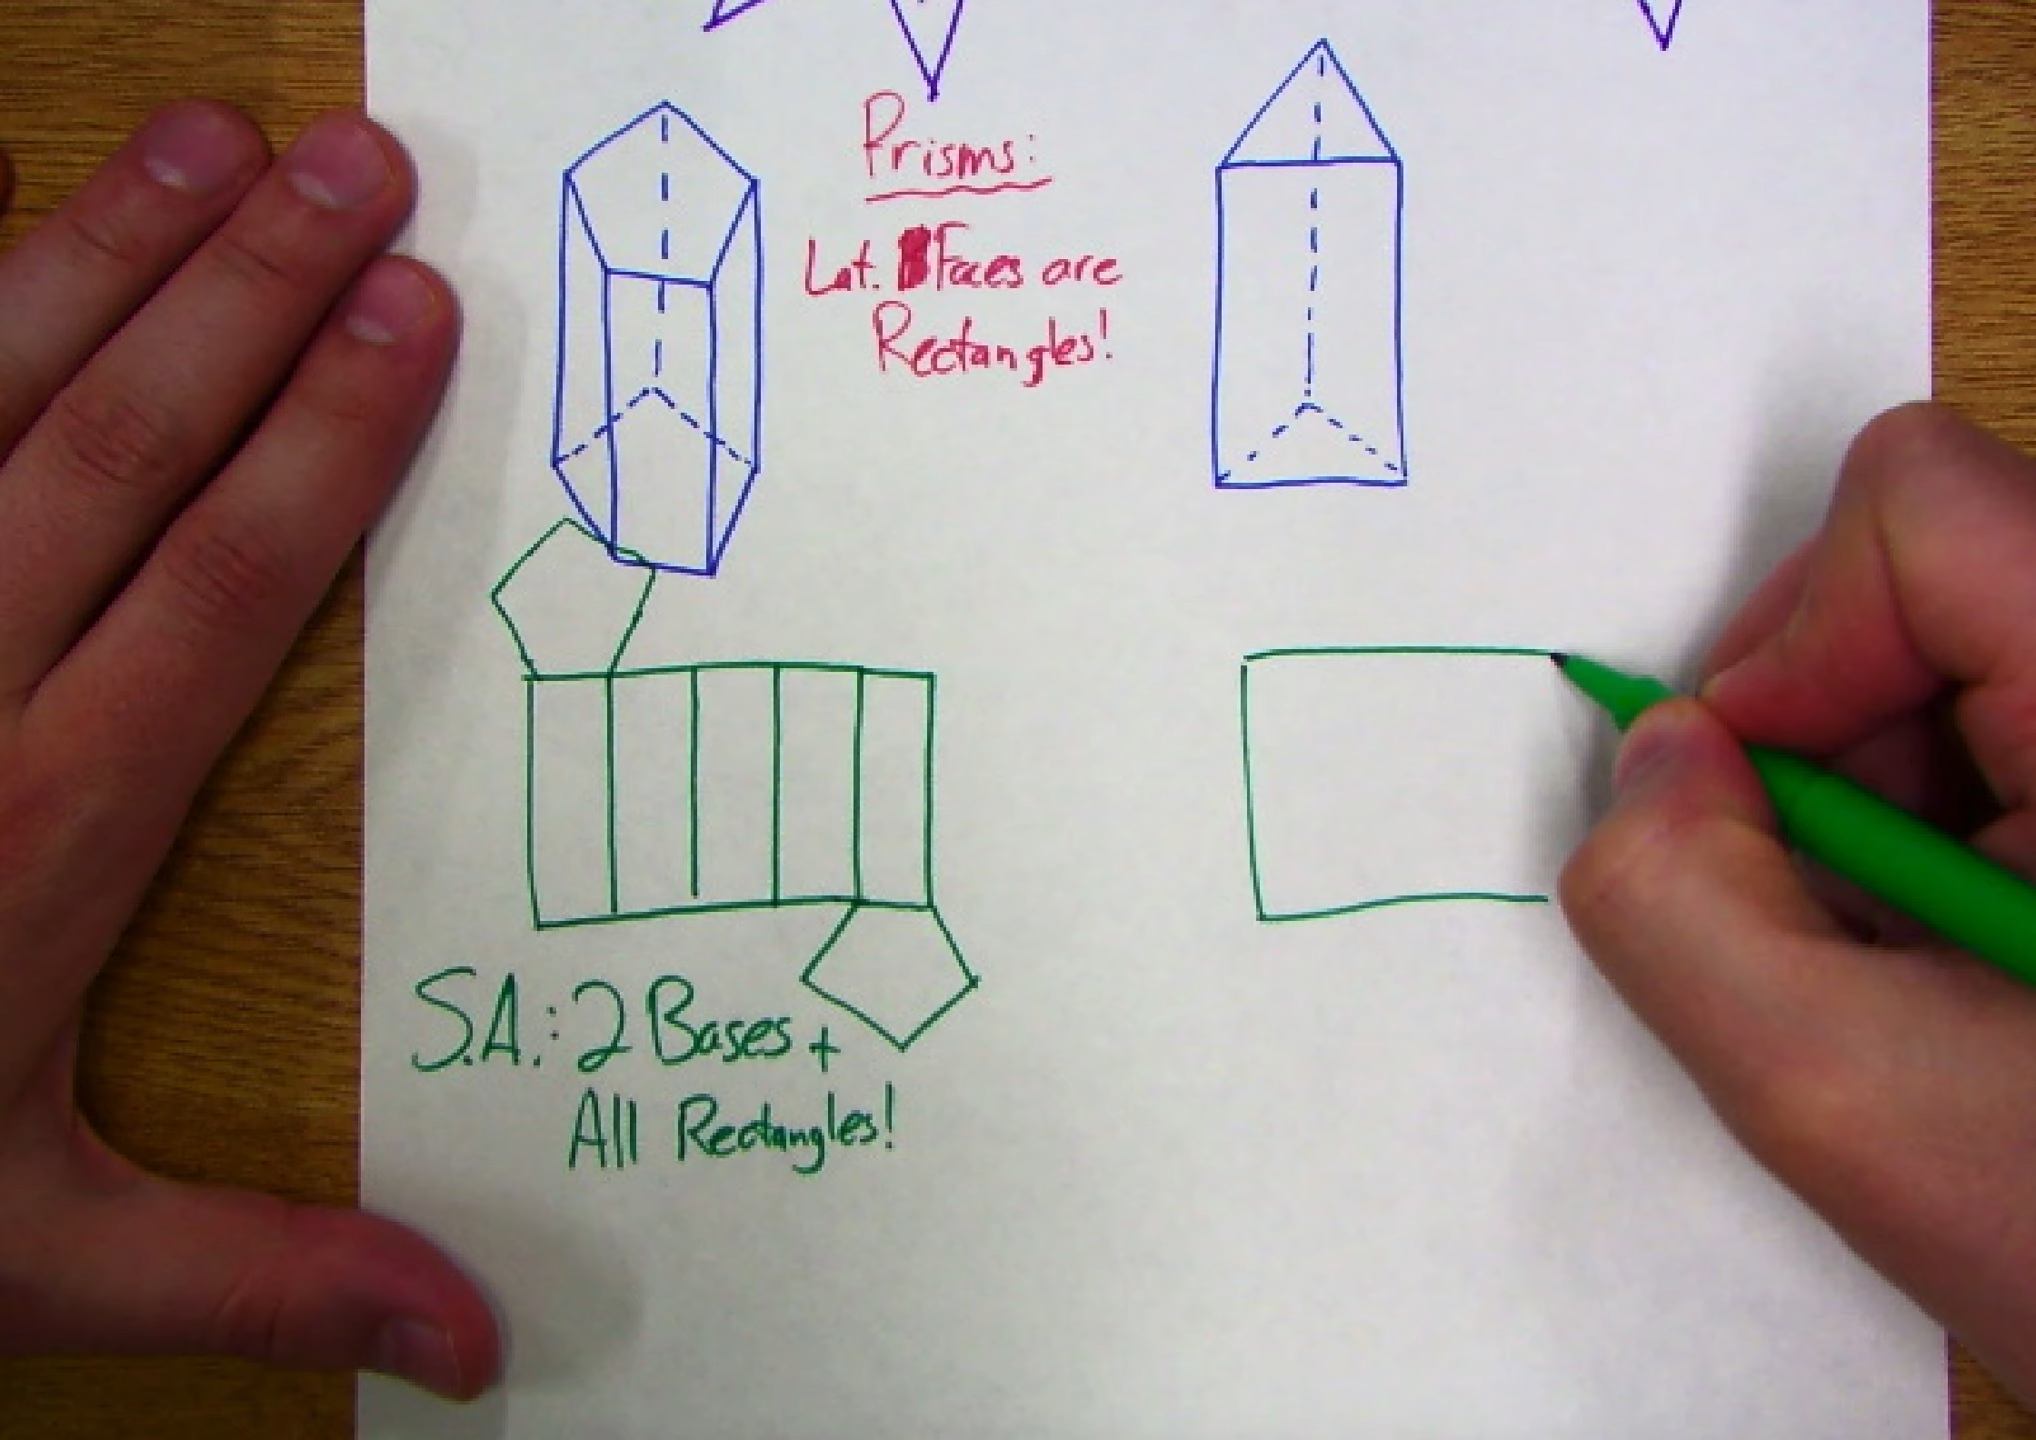 Prisms:
Lat. Faces are
Rectangles!
S.A.: 2 Bases +
All Rectangles!